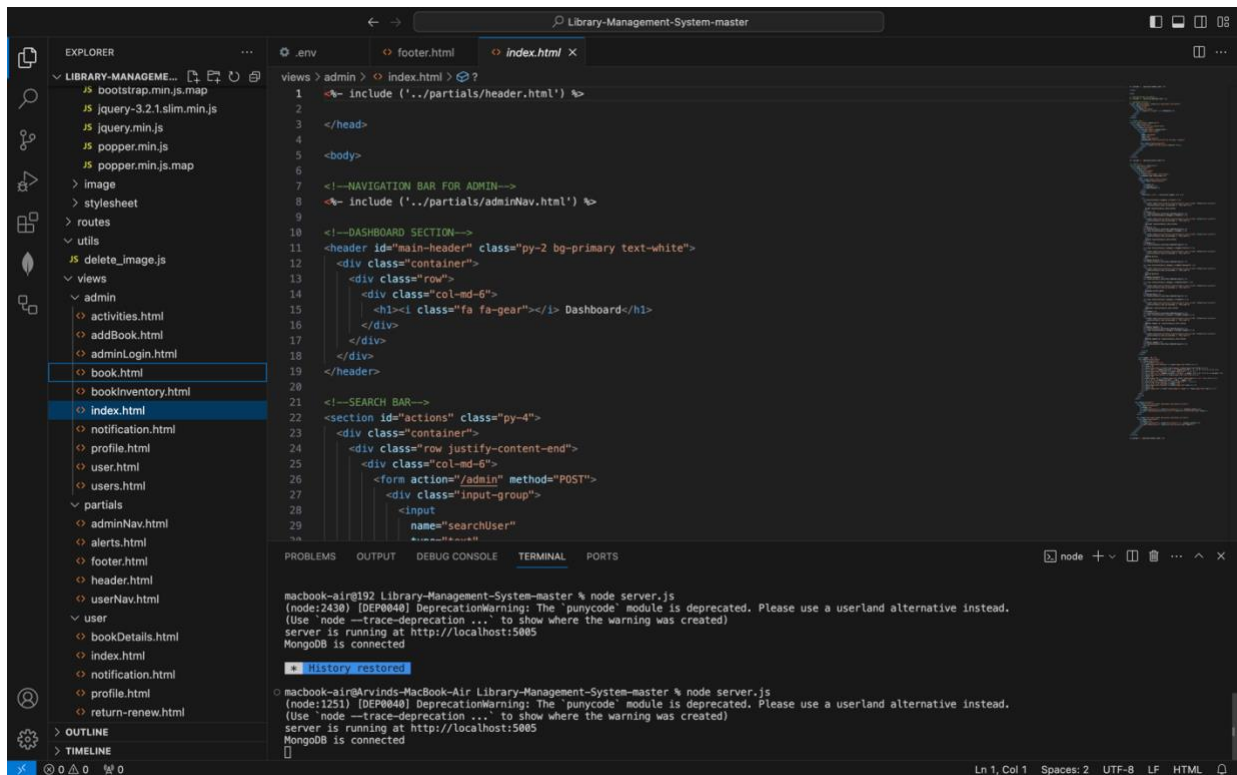 Library-Management-System-master
EXPLORER
LIBRARY-MANAGEME...
JS bootstrap.min.js.map
JS jquery-3.2.1.slim.min.js
JS jquery.min.js
JS popper.min.js
JS popper.min.js.map
> image
> stylesheet
> routes
utils
JS delete_image.js
views
admin
<> activities.html
<> addBook.html
<> adminLogin.html
<> book.html
<> bookInventory.html
<> index.html
<> notification.html
<> profile.html
<> user.html
<> users.html
partials
<> adminNav.html
<> alerts.html
<> footer.html
<> header.html
<> userNav.html
user
<> bookDetails.html
<> index.html
<> notification.html
<> profile.html
<> return-renew.html
> OUTLINE
> TIMELINE
.env <> footer.html <> index.html ×
views > admin > <> index.html > ?
1 <%- include ('../partials/header.html') %>
2
3 </head>
4
5 <body>
6
7 <!--NAVIGATION BAR FOR ADMIN-->
8 <%- include ('../partials/adminNav.html') %>
9
10 <!--DASHBOARD SECTION-->
11 <header id="main-header" class="py-2 bg-primary text-white">
12 <div class="container">
13 <div class="row">
14 <div class="col-md-6">
15 <h1><i class="fa fa-gear"></i> Dashboard</h1>
16 </div>
17 </div>
18 </div>
19 </header>
20
21 <!--SEARCH BAR-->
22 <section id="actions" class="py-4">
23 <div class="container">
24 <div class="row justify-content-end">
25 <div class="col-md-6">
26 <form action="/admin" method="POST">
27 <div class="input-group">
28 <input
29 name="searchUser"
PROBLEMS OUTPUT DEBUG CONSOLE TERMINAL PORTS
node
macbook-air@192 Library-Management-System-master % node server.js
(node:2430) [DEP0040] DeprecationWarning: The `punycode` module is deprecated. Please use a userland alternative instead.
(Use `node --trace-deprecation ...` to show where the warning was created)
server is running at http://localhost:5005
MongoDB is connected
* History restored
macbook-air@Arvinds-MacBook-Air Library-Management-System-master % node server.js
(node:1251) [DEP0040] DeprecationWarning: The `punycode` module is deprecated. Please use a userland alternative instead.
(Use `node --trace-deprecation ...` to show where the warning was created)
server is running at http://localhost:5005
MongoDB is connected
0 0 0
Ln 1, Col 1 Spaces: 2 UTF-8 LF HTML